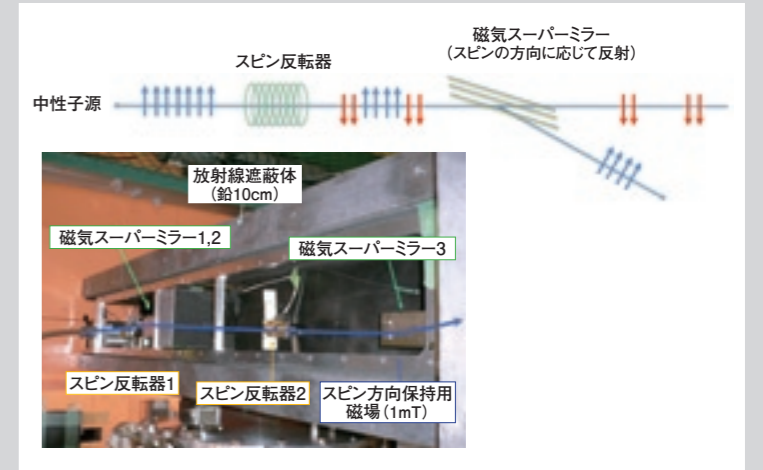 磁気スーパーミラー
(スピンの方向に応じて反射)
スピン反転器
中性子源
放射線遮蔽体
(鉛10cm)
磁気スーパーミラー1,2
磁気スーパーミラー3
スピン反転器1
スピン反転器2
スピン方向保持用
磁場(1mT)